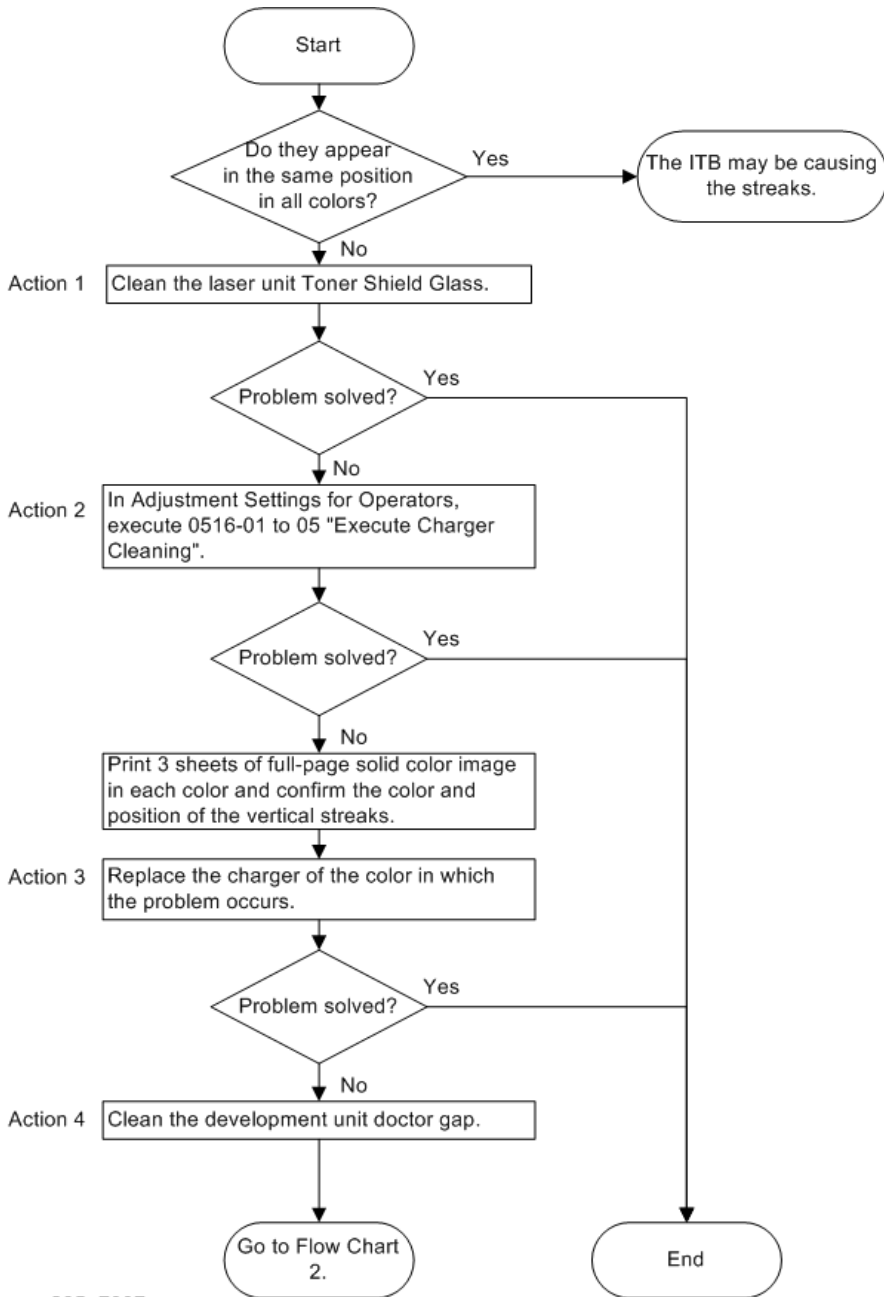 Start
Do they appear
in the same position
in all colors?
Yes
The ITB may be causing
the streaks.
No
Action 1
Clean the laser unit Toner Shield Glass.
Problem solved?
Yes
No
Action 2
In Adjustment Settings for Operators,
execute 0516-01 to 05 "Execute Charger
Cleaning".
Problem solved?
Yes
No
Print 3 sheets of full-page solid color image
in each color and confirm the color and
position of the vertical streaks.
Action 3
Replace the charger of the color in which
the problem occurs.
Problem solved?
Yes
No
Action 4
Clean the development unit doctor gap.
Go to Flow Chart
2.
End